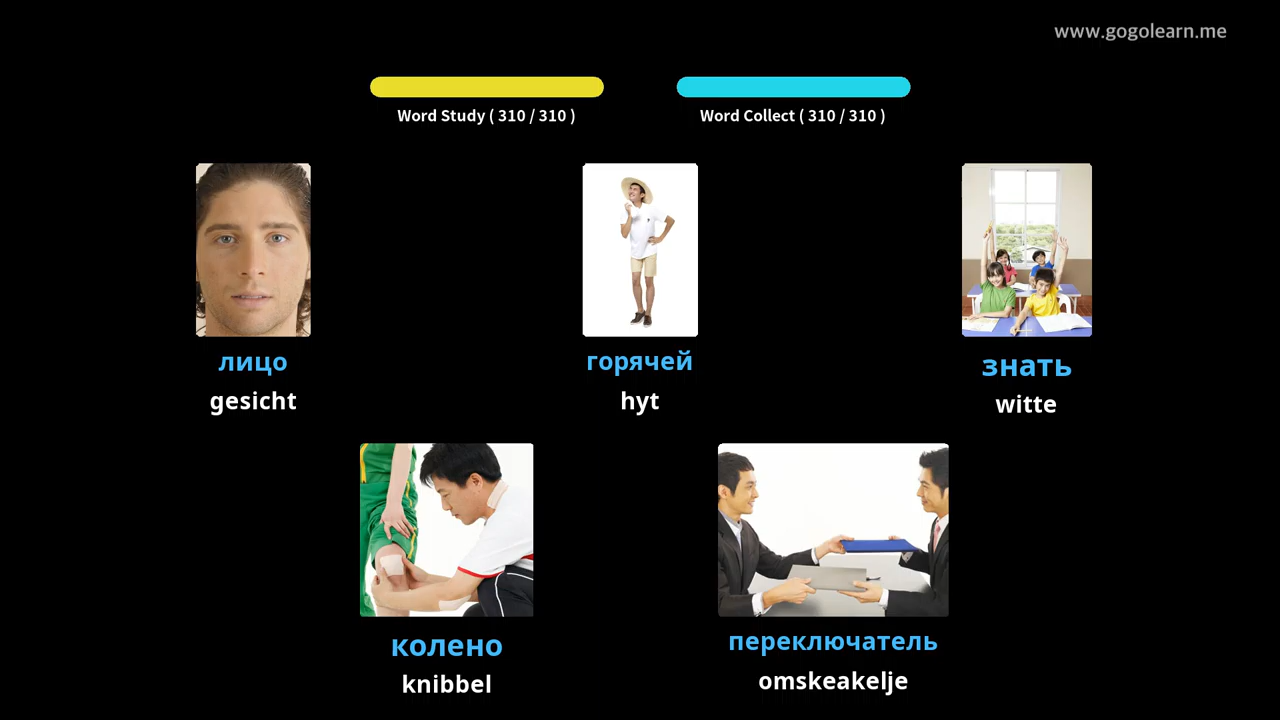 www.gogolearn.me
Word Study ( 310 / 310 )
Word Collect ( 310 / 310 )
лицо
gesicht
горячей
hyt
знать
witte
колено
knibbel
переключатель
omskeakelje